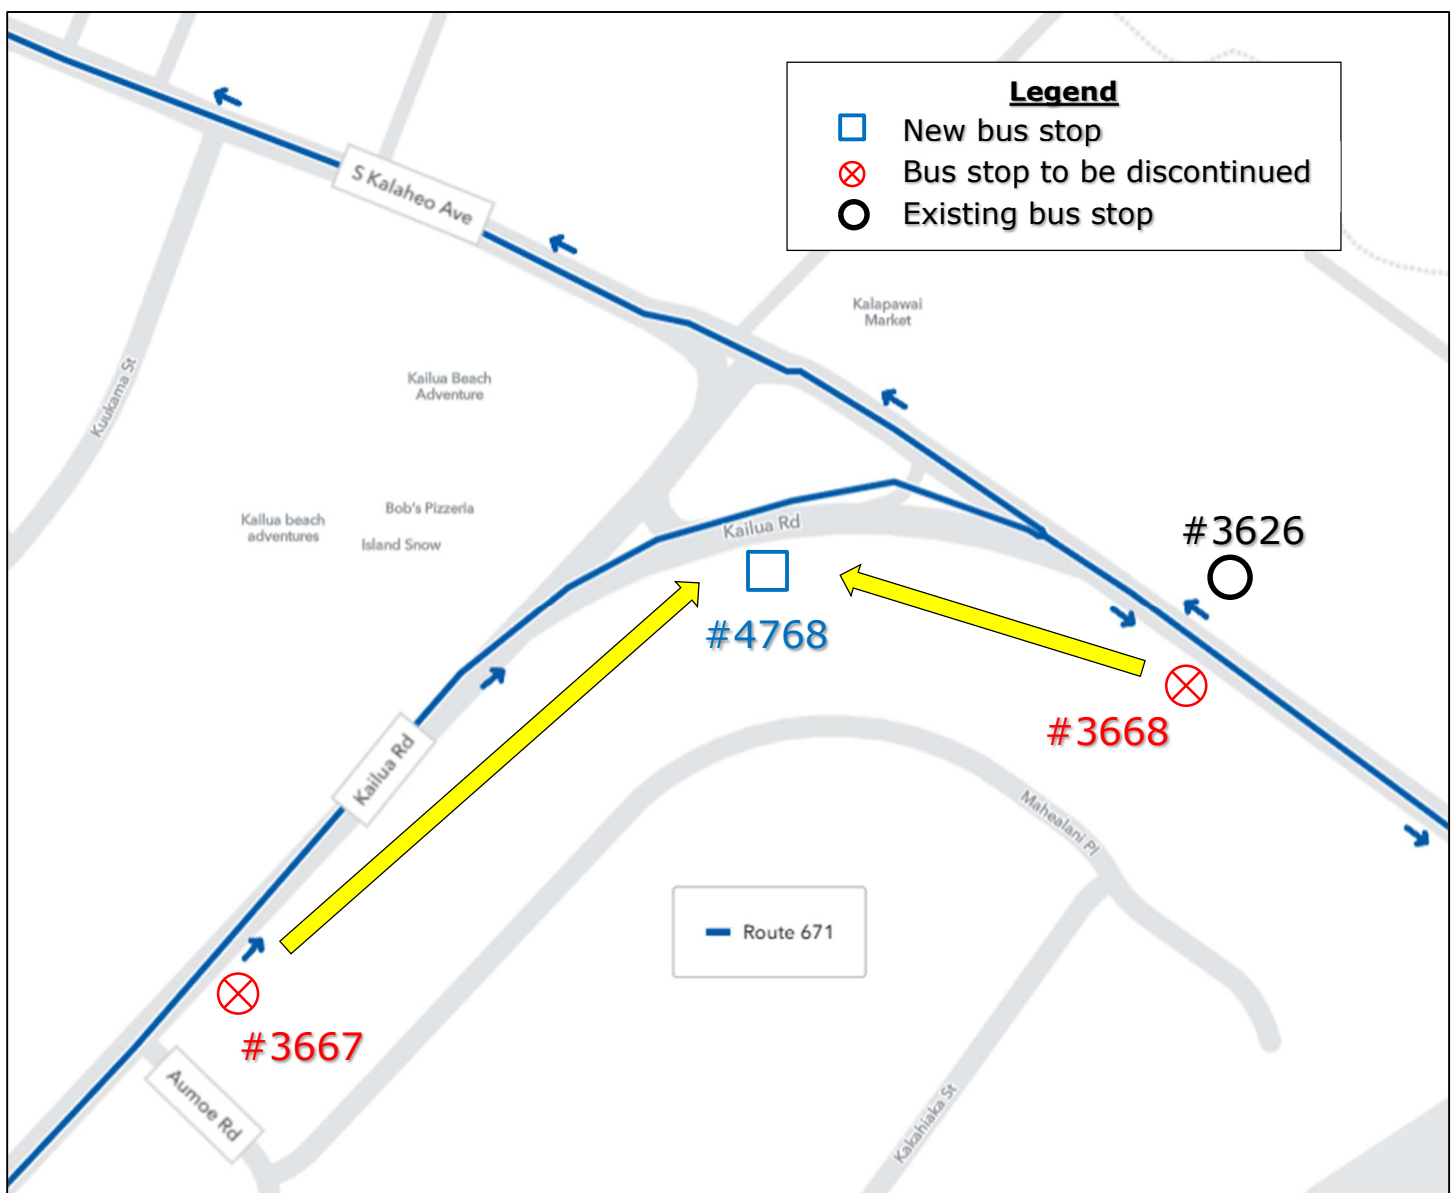 Legend
New bus stop
Bus stop to be discontinued
Existing bus stop
S Kalaheo Ave
Kalapawai
Market
Kuukama St
Kailua Beach
Adventure
Bob's Pizzeria
Kailua beach
adventures
Island Snow
Kailua Rd
#3626
#4768
#3668
Kailua Rd
Mahealani Pl
Route 671
#3667
Aumoe Rd
Kakahiaka St